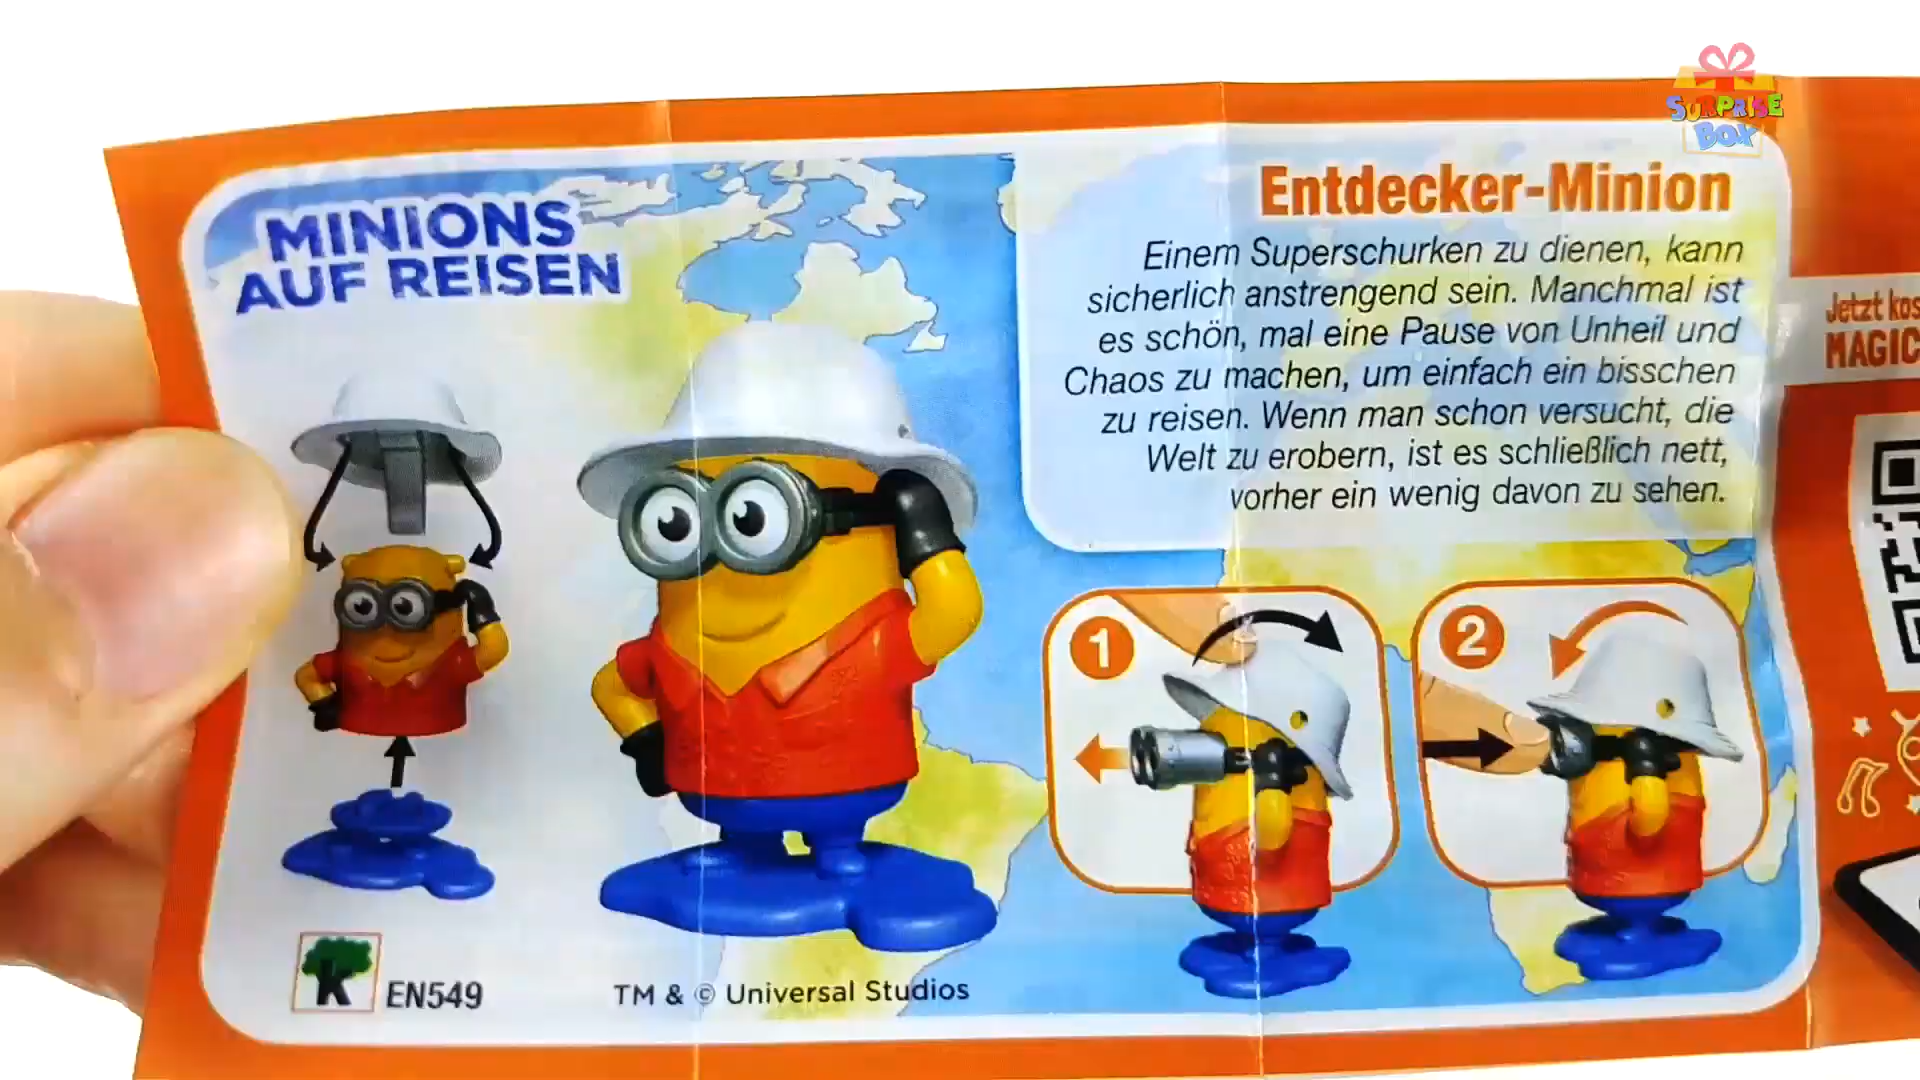 SURPRISE
BOX
MINIONS
AUF REISEN
Entdecker-Minion
Einem Superschurken zu dienen, kann
sicherlich anstrengend sein. Manchmal ist
es schön, mal eine Pause von Unheil und
Chaos zu machen, um einfach ein bisschen
zu reisen. Wenn man schon versucht, die
Welt zu erobern, ist es schließlich nett,
vorher ein wenig davon zu sehen.
Jetzt kos
MAGIC
1
2
K
EN549
TM & © Universal Studios